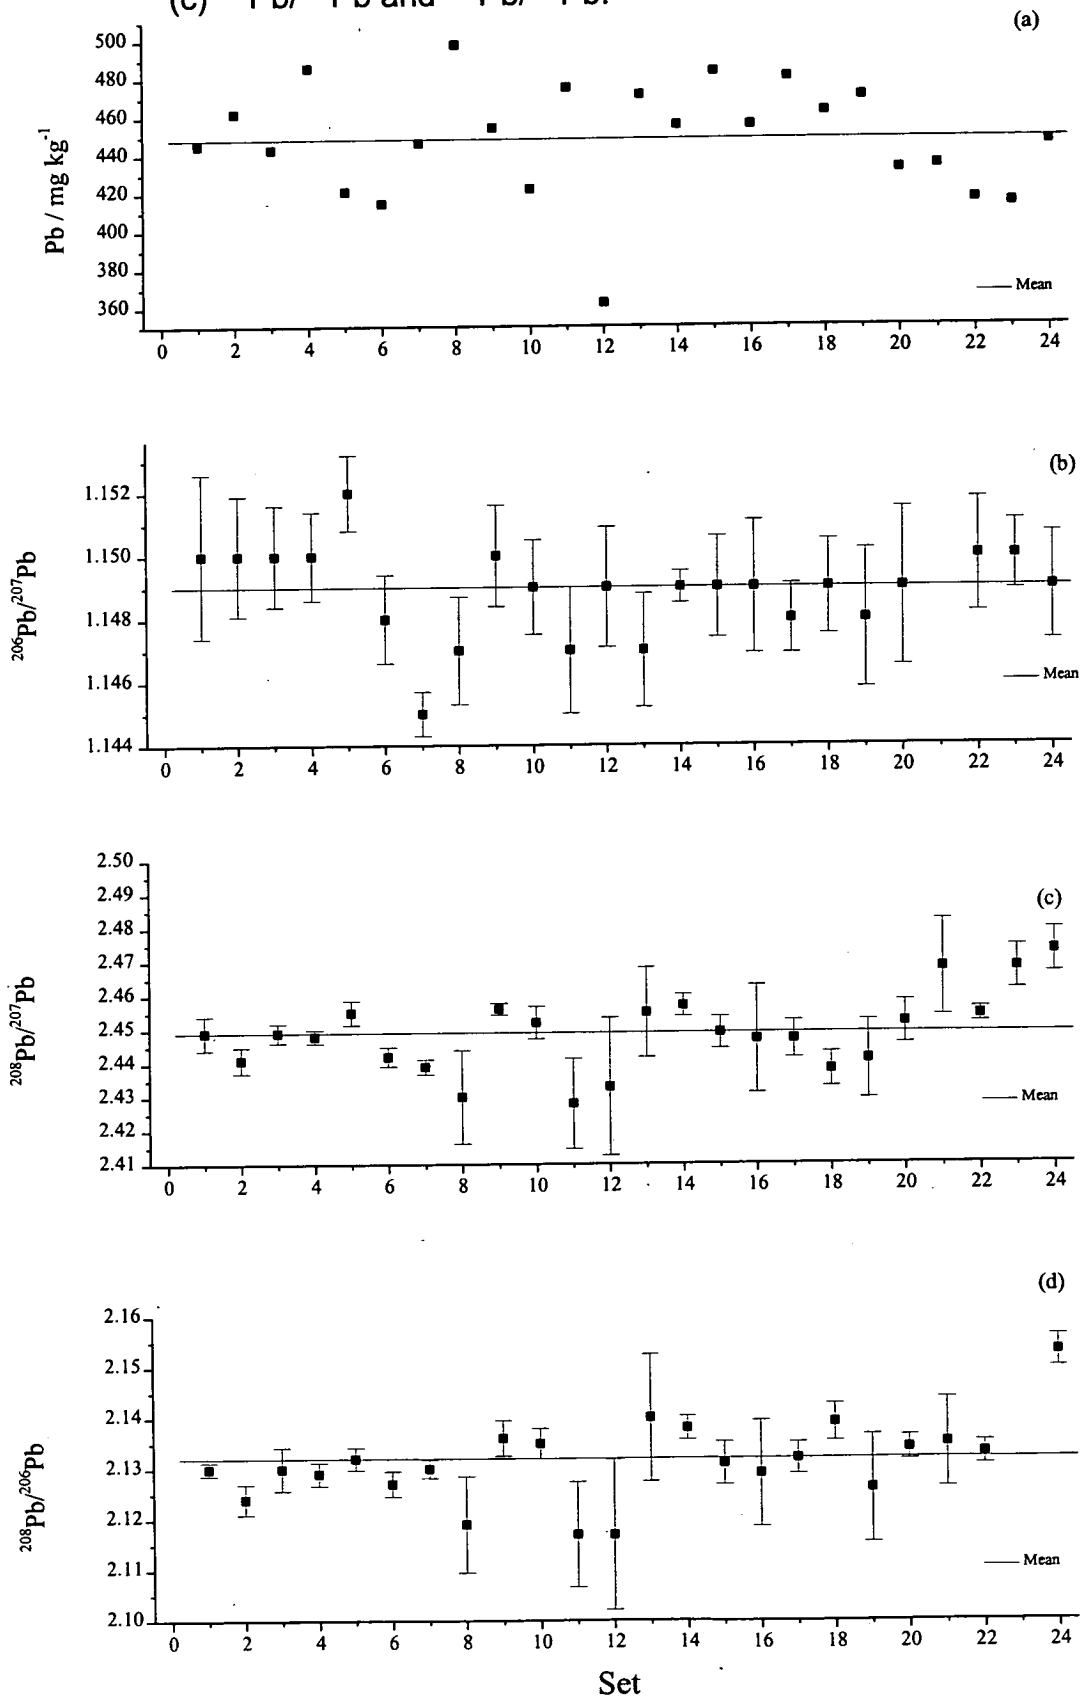 (a)
500
480
460
440
420
400
380
360
Pb / mg kg⁻¹
Mean
0 2 4 6 8 10 12 14 16 18 20 22 24
(b)
1.152
1.150
1.148
1.146
1.144
²⁰⁶Pb/²⁰⁷Pb
Mean
0 2 4 6 8 10 12 14 16 18 20 22 24
(c)
2.50
2.49
2.48
2.47
2.46
2.45
2.44
2.43
2.42
2.41
²⁰⁸Pb/²⁰⁷Pb
Mean
0 2 4 6 8 10 12 14 16 18 20 22 24
(d)
2.16
2.15
2.14
2.13
2.12
2.11
2.10
²⁰⁸Pb/²⁰⁶Pb
Mean
0 2 4 6 8 10 12 14 16 18 20 22 24
Set